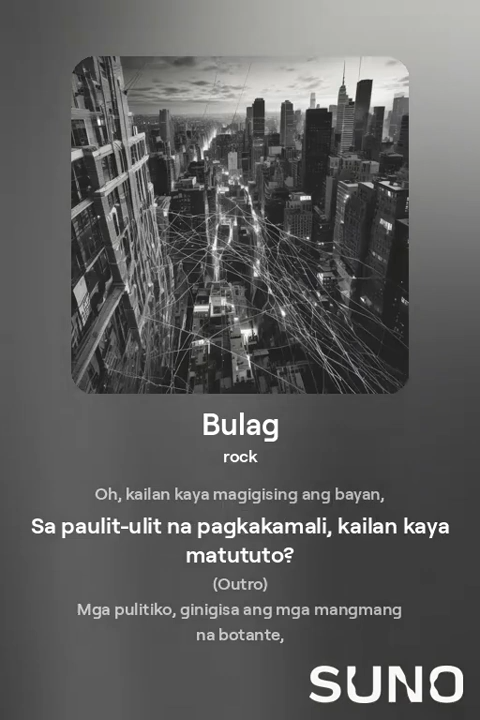 Bulag
rock
Oh, kailan kaya magigising ang bayan,
Sa paulit-ulit na pagkakamali, kailan kaya
matututo?
(Outro)
Mga pulitiko, ginigisa ang mga mangmang
na botante,
SUNO